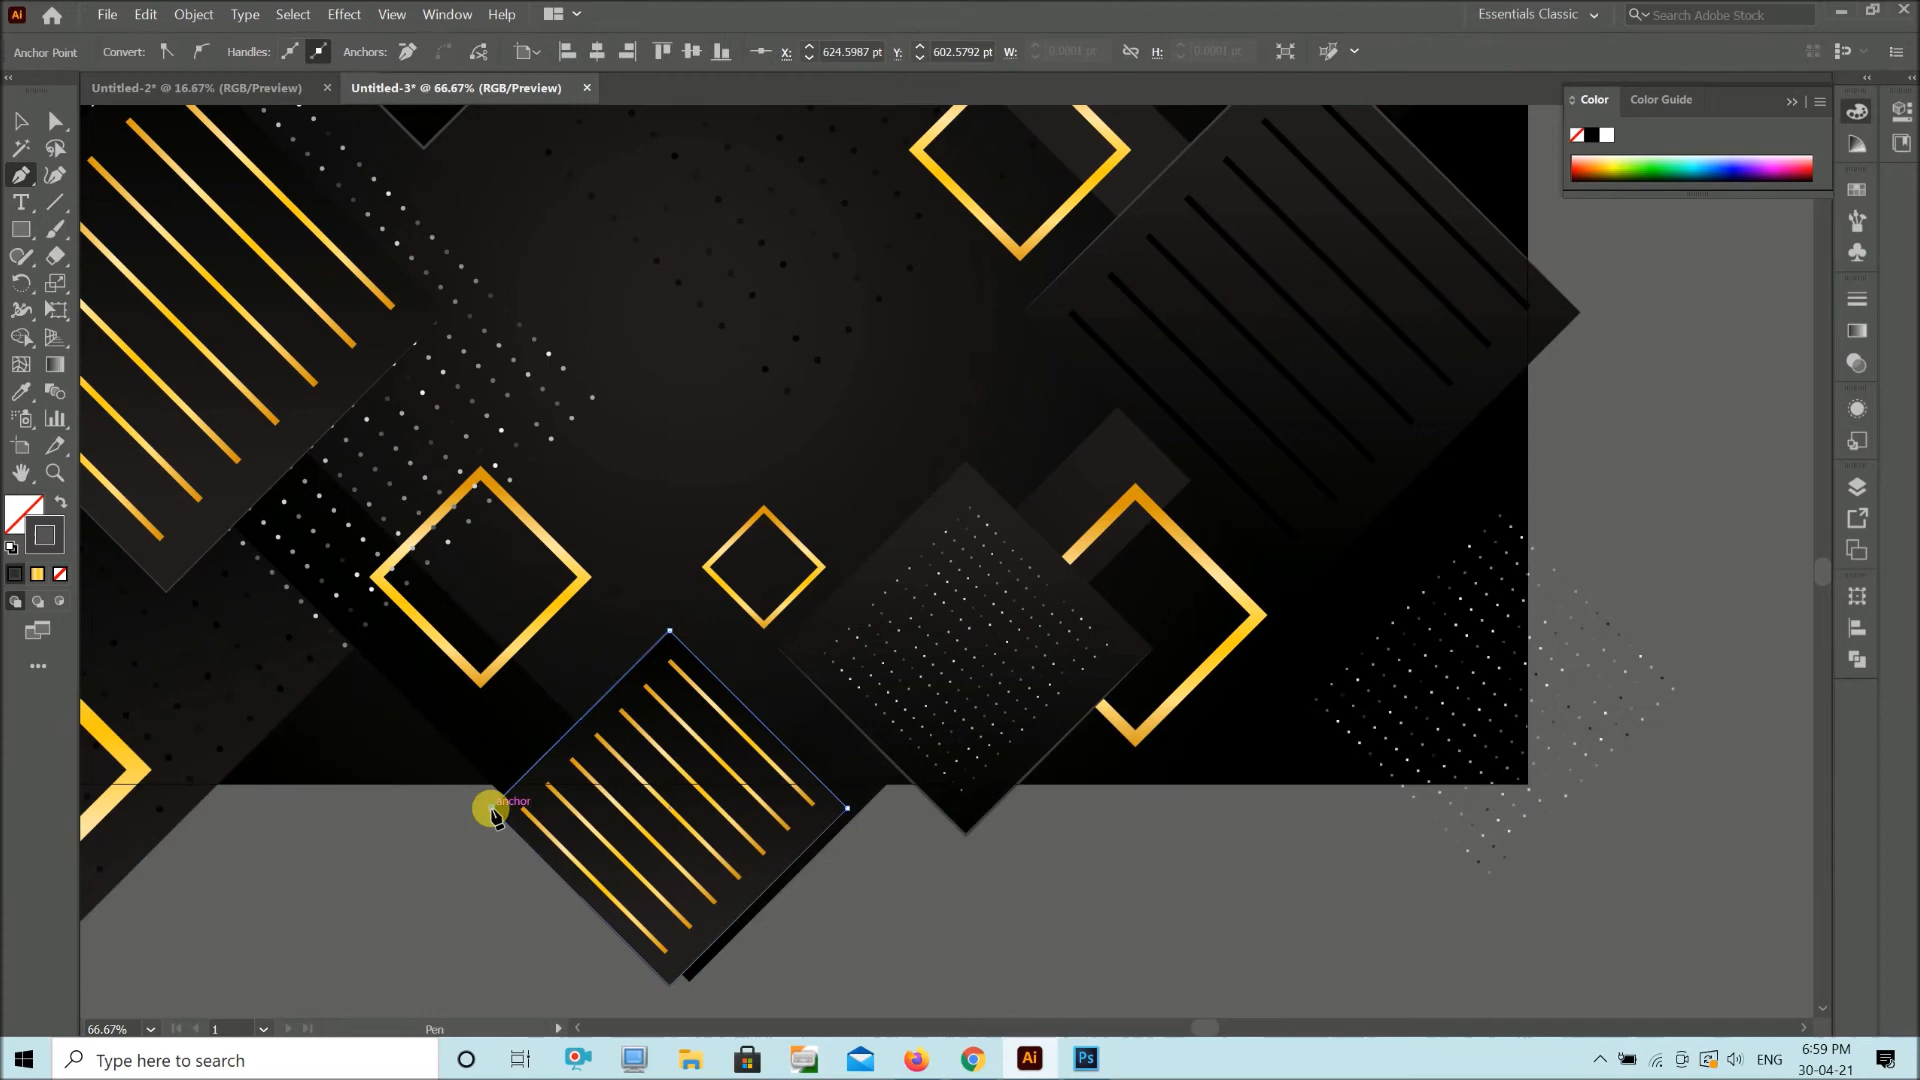 Ai File Edit Object Type Select Effect View Window Help Essentials Classic Search Adobe Stock
Anchor Point Convert: Handles: Anchors: X: 624.5987 pt Y: 602.5792 pt W: 0.0001 pt H: 0.0001 pt
Untitled-2* @ 16.67% (RGB/Preview) × Untitled-3* @ 66.67% (RGB/Preview) ×
Color Color Guide
anchor
66.67% 1 Pen
Type here to search Ai Ps ENG 6:59 PM
30-04-21